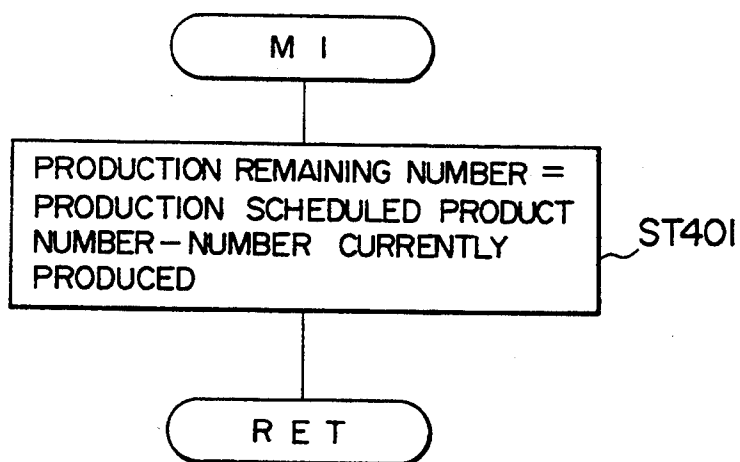 M I
PRODUCTION REMAINING NUMBER =
PRODUCTION SCHEDULED PRODUCT
NUMBER-NUMBER CURRENTLY
PRODUCED
ST401
RET